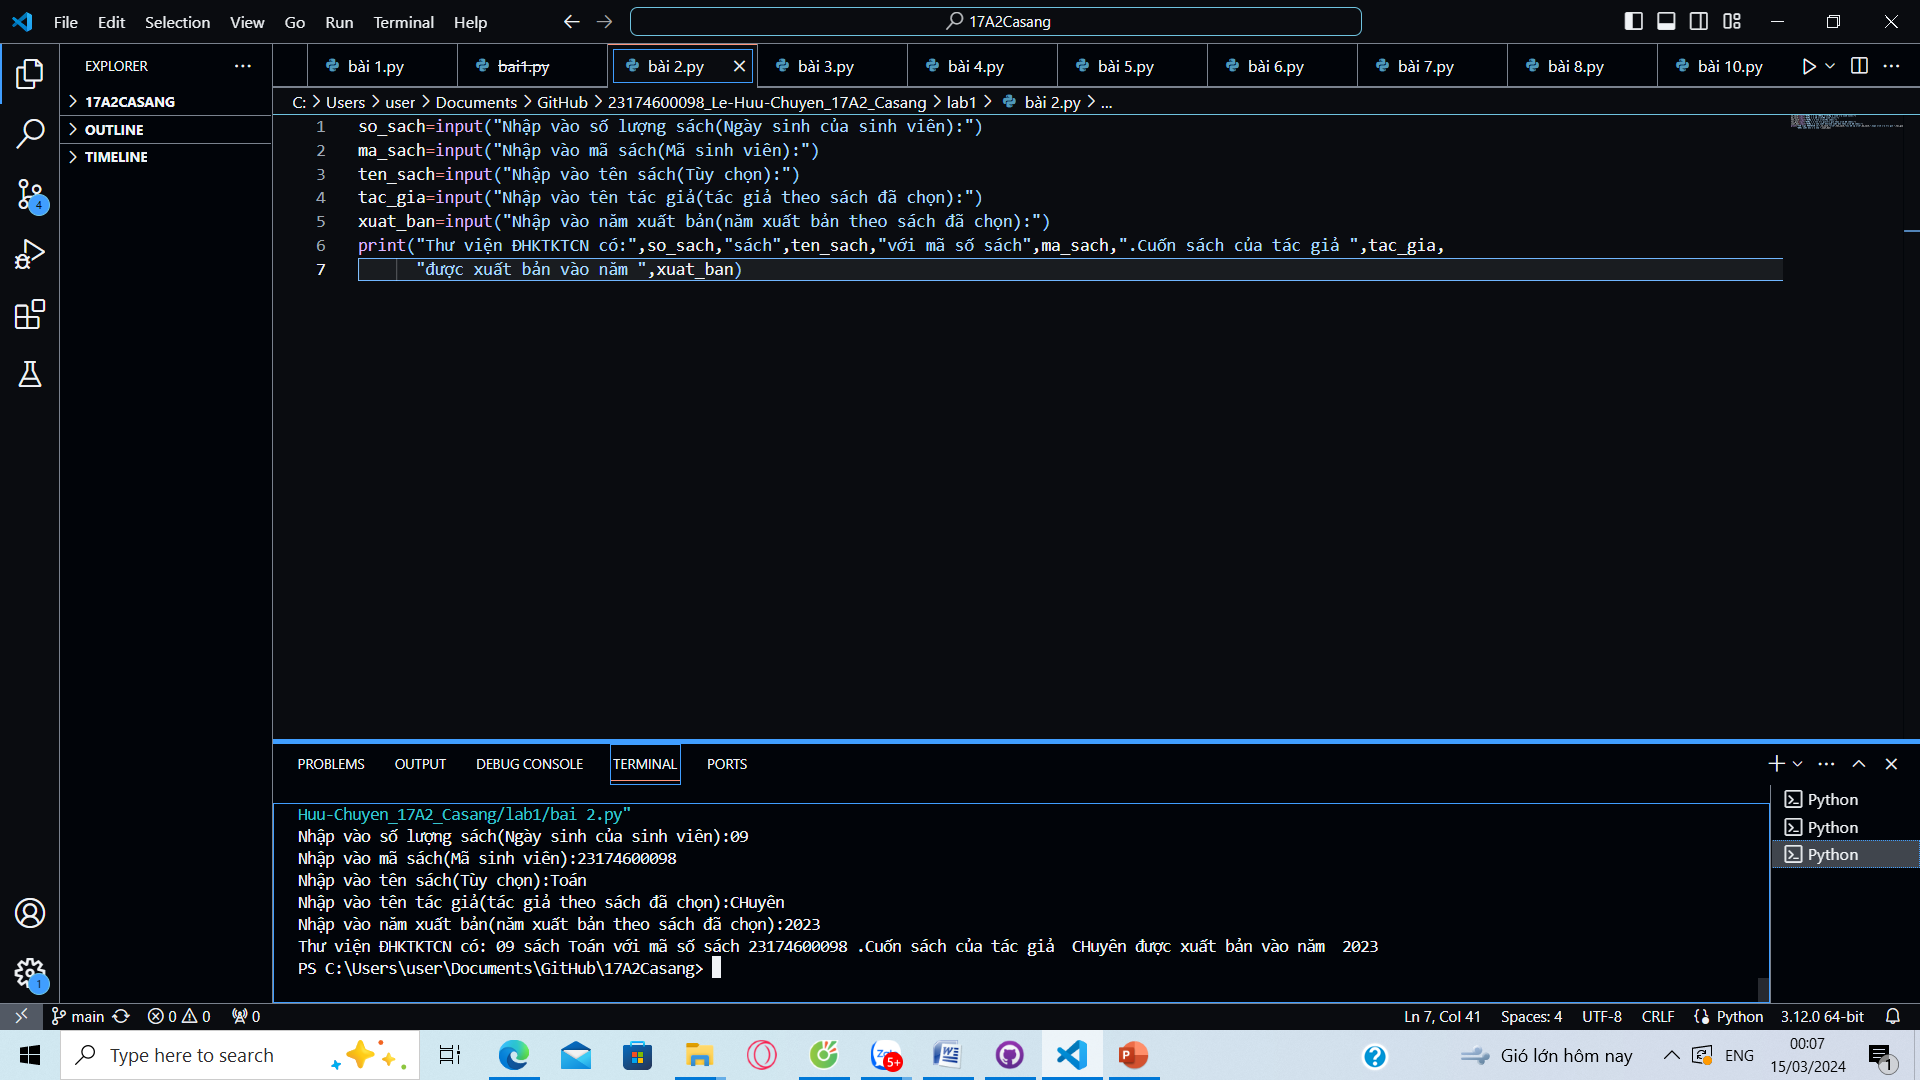 File Edit Selection View Go Run Terminal Help
17A2Casang
EXPLORER
17A2CASANG
OUTLINE
TIMELINE
4
1
bài 1.py
bai1.py
bài 2.py
bài 3.py
bài 4.py
bài 5.py
bài 6.py
bài 7.py
bài 8.py
bài 10.py
C: > Users > user > Documents > GitHub > 23174600098_Le-Huu-Chuyen_17A2_Casang > lab1 > bài 2.py > ...
1 so_sach=input("Nhập vào số lượng sách(Ngày sinh của sinh viên):")
2 ma_sach=input("Nhập vào mã sách(Mã sinh viên):")
3 ten_sach=input("Nhập vào tên sách(Tùy chọn):")
4 tac_gia=input("Nhập vào tên tác giả(tác giả theo sách đã chọn):")
5 xuat_ban=input("Nhập vào năm xuất bản(năm xuất bản theo sách đã chọn):")
6 print("Thư viện ĐHKTKTCN có:",so_sach,"sách",ten_sach,"với mã số sách",ma_sach,".Cuốn sách của tác giả ",tac_gia,
7 "được xuất bản vào năm ",xuat_ban)
PROBLEMS OUTPUT DEBUG CONSOLE TERMINAL PORTS
Huu-Chuyen_17A2_Casang/lab1/bai 2.py"
Nhập vào số lượng sách(Ngày sinh của sinh viên):09
Nhập vào mã sách(Mã sinh viên):23174600098
Nhập vào tên sách(Tùy chọn):Toán
Nhập vào tên tác giả(tác giả theo sách đã chọn):CHuyên
Nhập vào năm xuất bản(năm xuất bản theo sách đã chọn):2023
Thư viện ĐHKTKTCN có: 09 sách Toán với mã số sách 23174600098 .Cuốn sách của tác giả  CHuyên được xuất bản vào năm  2023
PS C:\Users\user\Documents\GitHub\17A2Casang>
Python
Python
Python
main 0 0 0
Ln 7, Col 41 Spaces: 4 UTF-8 CRLF Python 3.12.0 64-bit
Type here to search
5+
Gió lớn hôm nay
ENG
00:07
15/03/2024
1